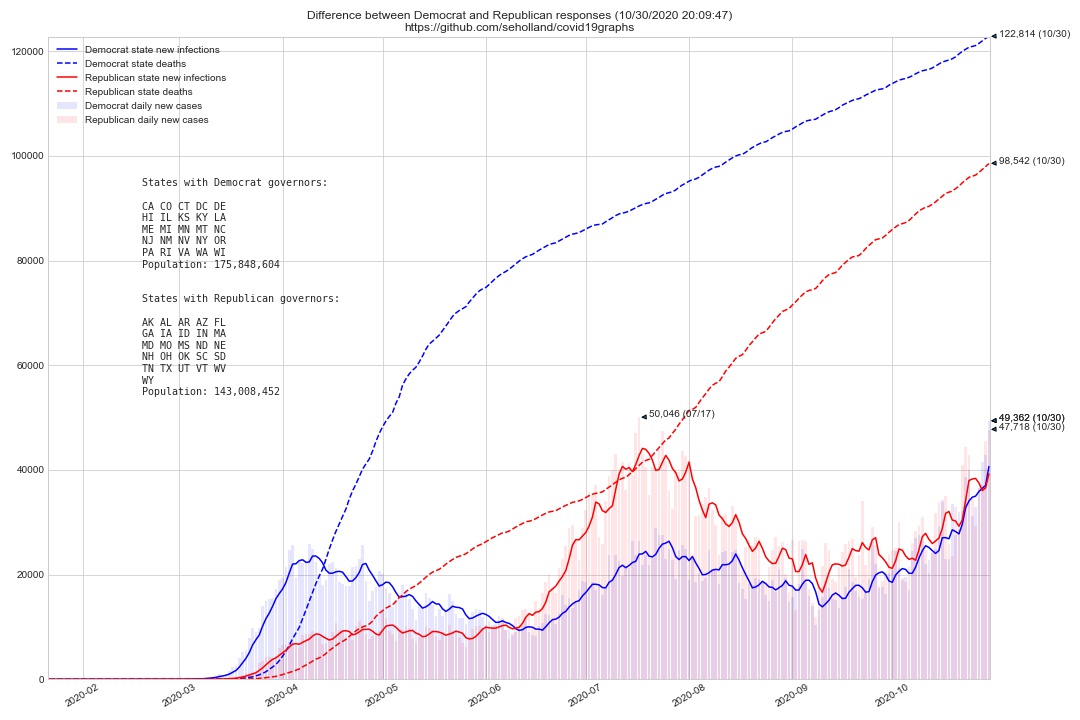 Difference between Democrat and Republican responses (10/30/2020 20:09:47)
https://github.com/seholland/covid19graphs
Democrat state new infections
Democrat state deaths
Republican state new infections
Republican state deaths
Democrat daily new cases
Republican daily new cases
120000
100000
80000
60000
40000
20000
0
States with Democrat governors:
CA CO CT DC DE
HI IL KS KY LA
ME MI MN MT NC
NJ NM NV NY OR
PA RI VA WA WI
Population: 175,848,604
States with Republican governors:
AK AL AR AZ FL
GA IA ID IN MA
MD MO MS ND NE
NH OH OK SC SD
TN TX UT VT WV
WY
Population: 143,008,452
122,814 (10/30)
98,542 (10/30)
50,046 (07/17)
49,362 (10/30)
47,718 (10/30)
2020-02
2020-03
2020-04
2020-05
2020-06
2020-07
2020-08
2020-09
2020-10